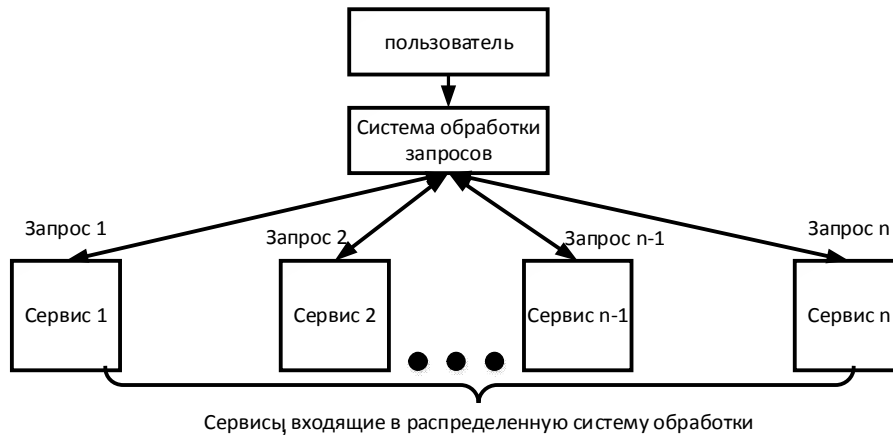 пользователь
Система обработки
запросов
Запрос 1
Запрос 2
Запрос n-1
Запрос n
Сервис 1
Сервис 2
Сервис n-1
Сервис n
Сервисы, входящие в распределенную систему обработки